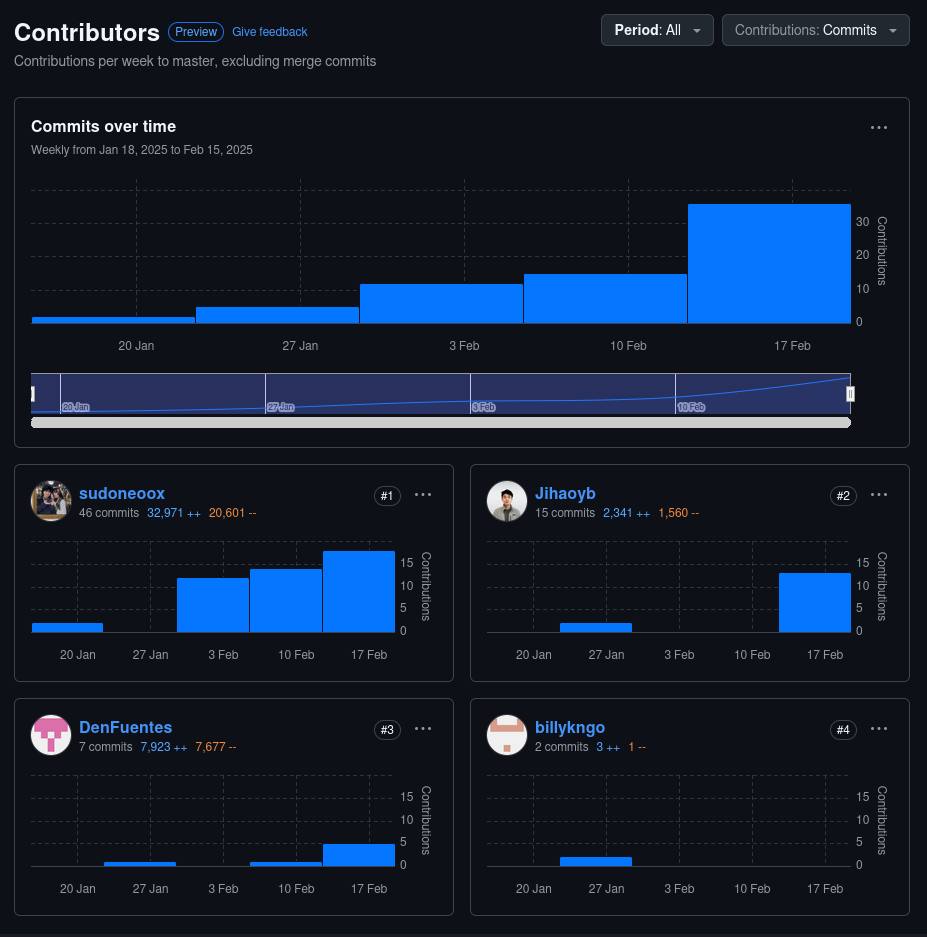 Contributors Preview Give feedback
Period: All
Contributions: Commits
Contributions per week to master, excluding merge commits
Commits over time
Weekly from Jan 18, 2025 to Feb 15, 2025
30
20
10
0
Contributions
20 Jan 27 Jan 3 Feb 10 Feb 17 Feb
20 Jan 27 Jan 3 Feb 10 Feb
sudoneoox #1
46 commits 32,971 ++ 20,601 --
15
10
5
0
Contributions
20 Jan 27 Jan 3 Feb 10 Feb 17 Feb
Jihaoyb #2
15 commits 2,341 ++ 1,560 --
15
10
5
0
Contributions
20 Jan 27 Jan 3 Feb 10 Feb 17 Feb
DenFuentes #3
7 commits 7,923 ++ 7,677 --
15
10
5
0
Contributions
20 Jan 27 Jan 3 Feb 10 Feb 17 Feb
billykngo #4
2 commits 3 ++ 1 --
15
10
5
0
Contributions
20 Jan 27 Jan 3 Feb 10 Feb 17 Feb